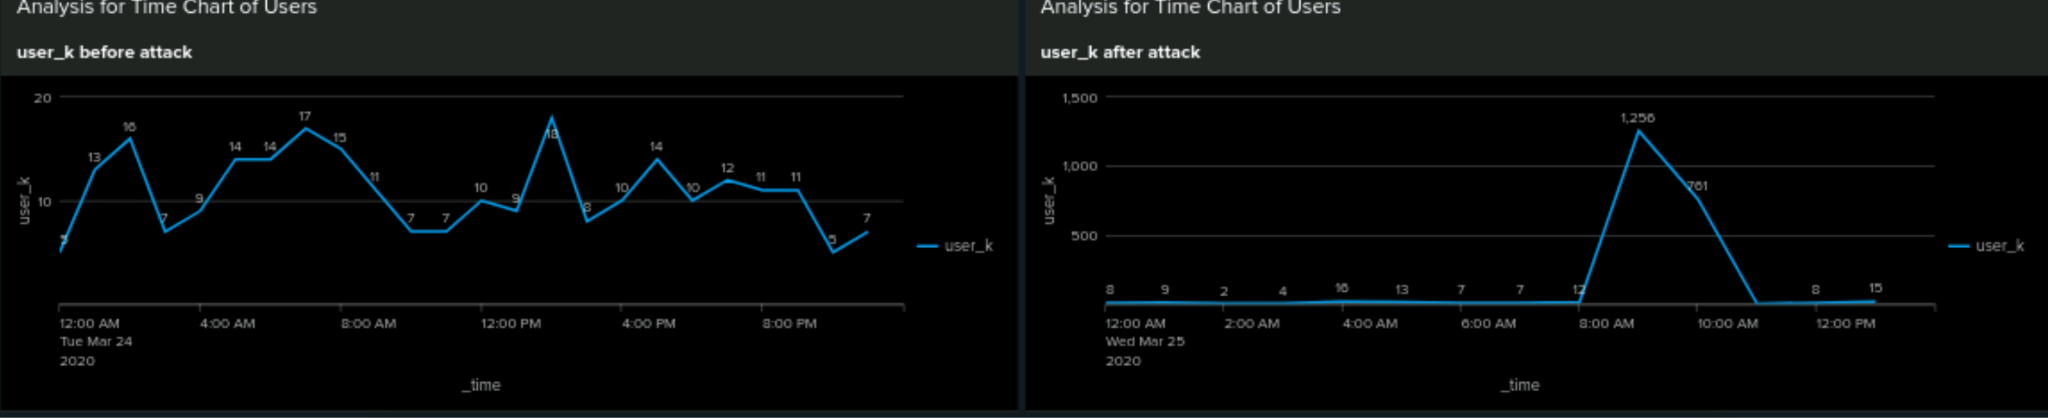 Analysis for Time Chart of Users
user_k before attack
20
10
user_k
5
13
16
7
9
14
14
17
15
11
7
7
10
9
18
8
10
14
10
12
11
11
5
7
user_k
12:00 AM
Tue Mar 24
2020
4:00 AM
8:00 AM
12:00 PM
4:00 PM
8:00 PM
_time
Analysis for Time Chart of Users
user_k after attack
1,500
1,000
500
user_k
8
9
2
4
16
13
7
7
12
1,256
761
8
15
user_k
12:00 AM
Wed Mar 25
2020
2:00 AM
4:00 AM
6:00 AM
8:00 AM
10:00 AM
12:00 PM
_time